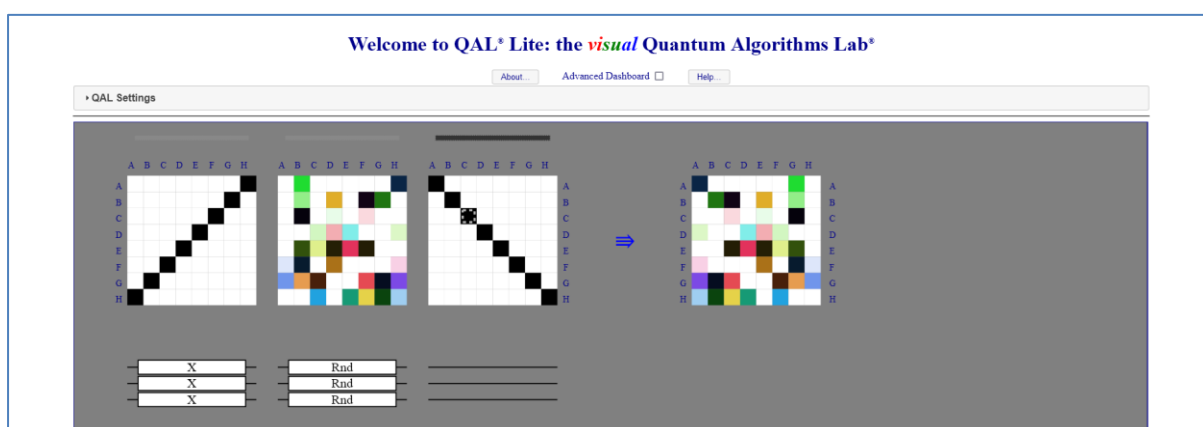 Welcome to QAL® Lite: the visual Quantum Algorithms Lab®
About... Advanced Dashboard Help...
QAL Settings
A B C D E F G H A B C D E F G H A B C D E F G H A B C D E F G H
A A A A
B B B B
C C C C
D D D D
E E E E
F F F F
G G G G
H H H H
X Rnd
X Rnd
X Rnd